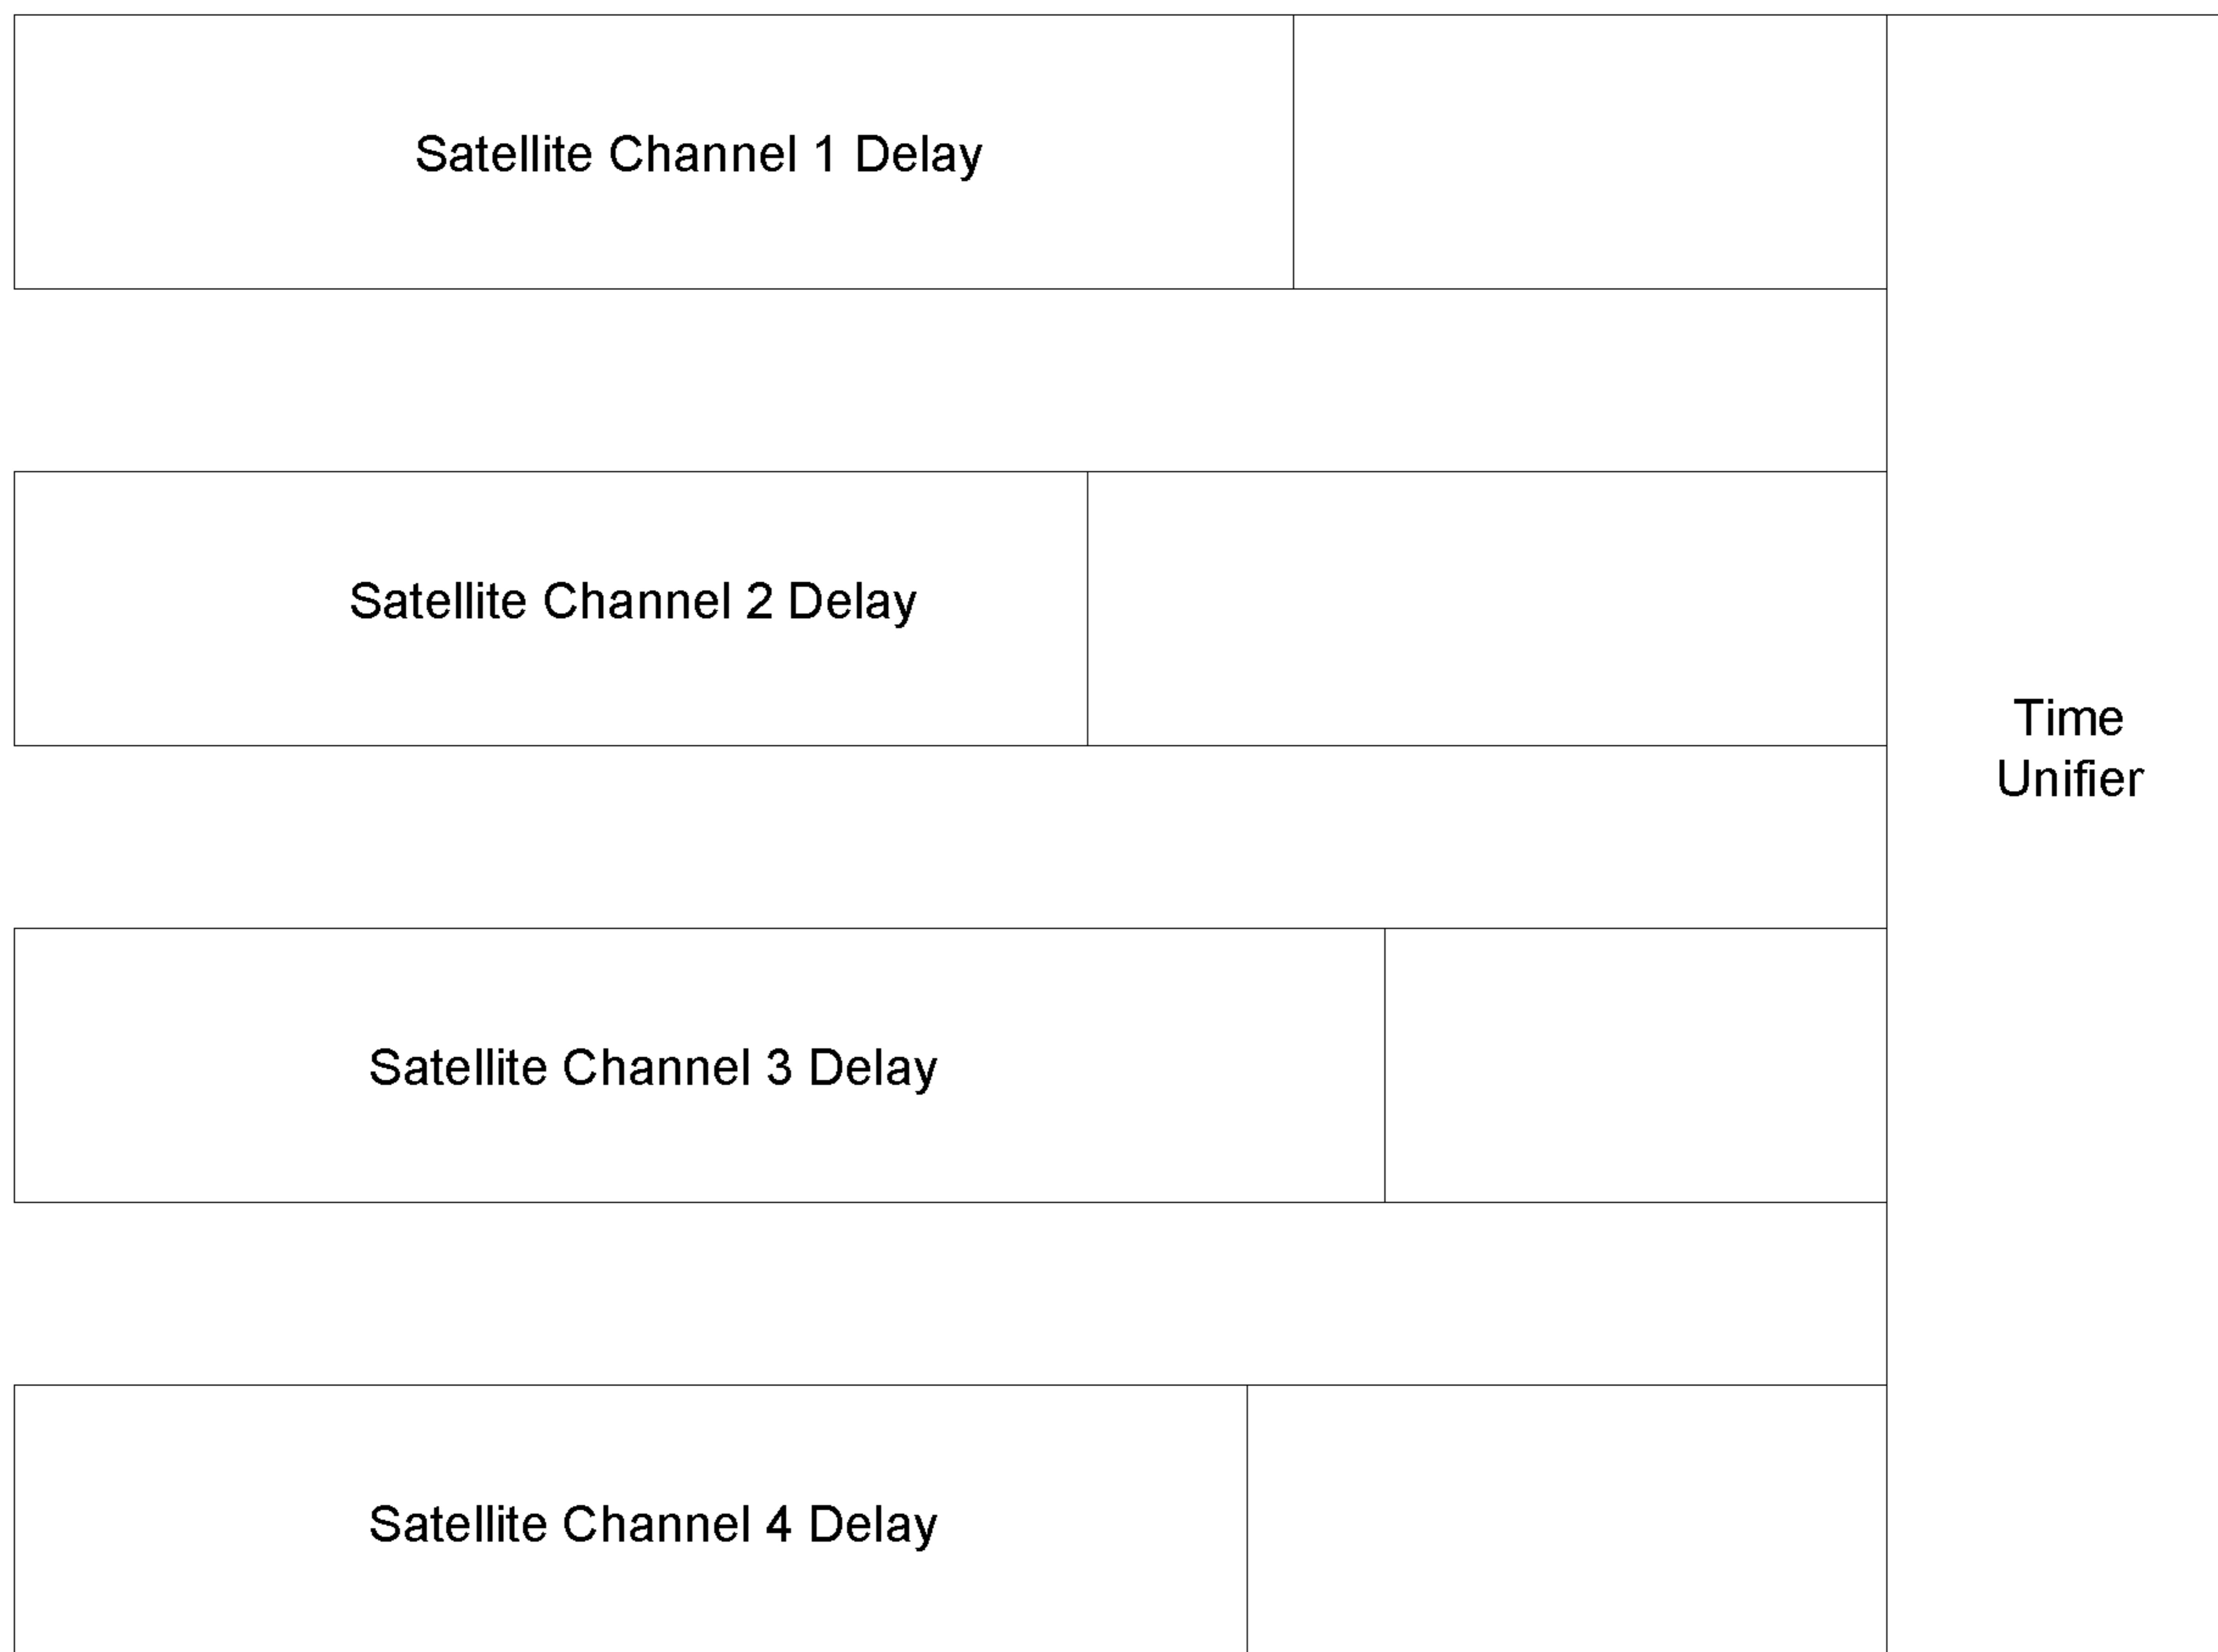 Satellite Channel 1 Delay
Satellite Channel 2 Delay
Time
Unifier
Satellite Channel 3 Delay
Satellite Channel 4 Delay